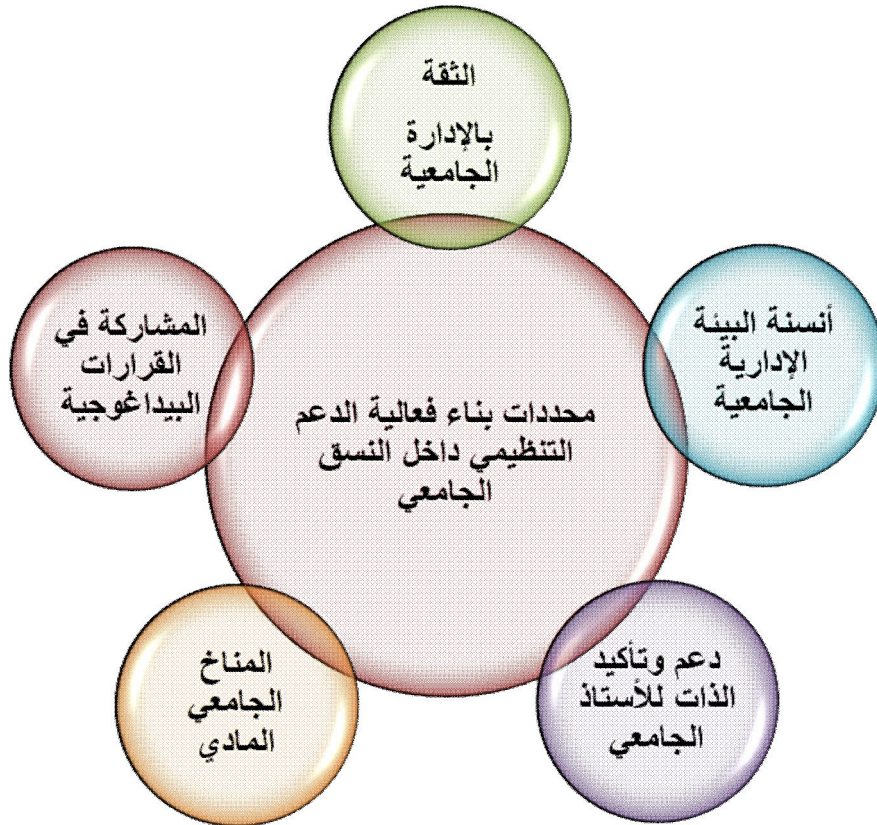 الثقة
بالإدارة
الجامعية
أنسنة البيئة
الإدارية
الجامعية
المشاركة في
القرارات
البيداغوجية
محددات بناء فعالية الدعم
التنظيمي داخل النسق
الجامعي
دعم وتأكيد
الذات للأستاذ
الجامعي
المناخ
الجامعي
المادي